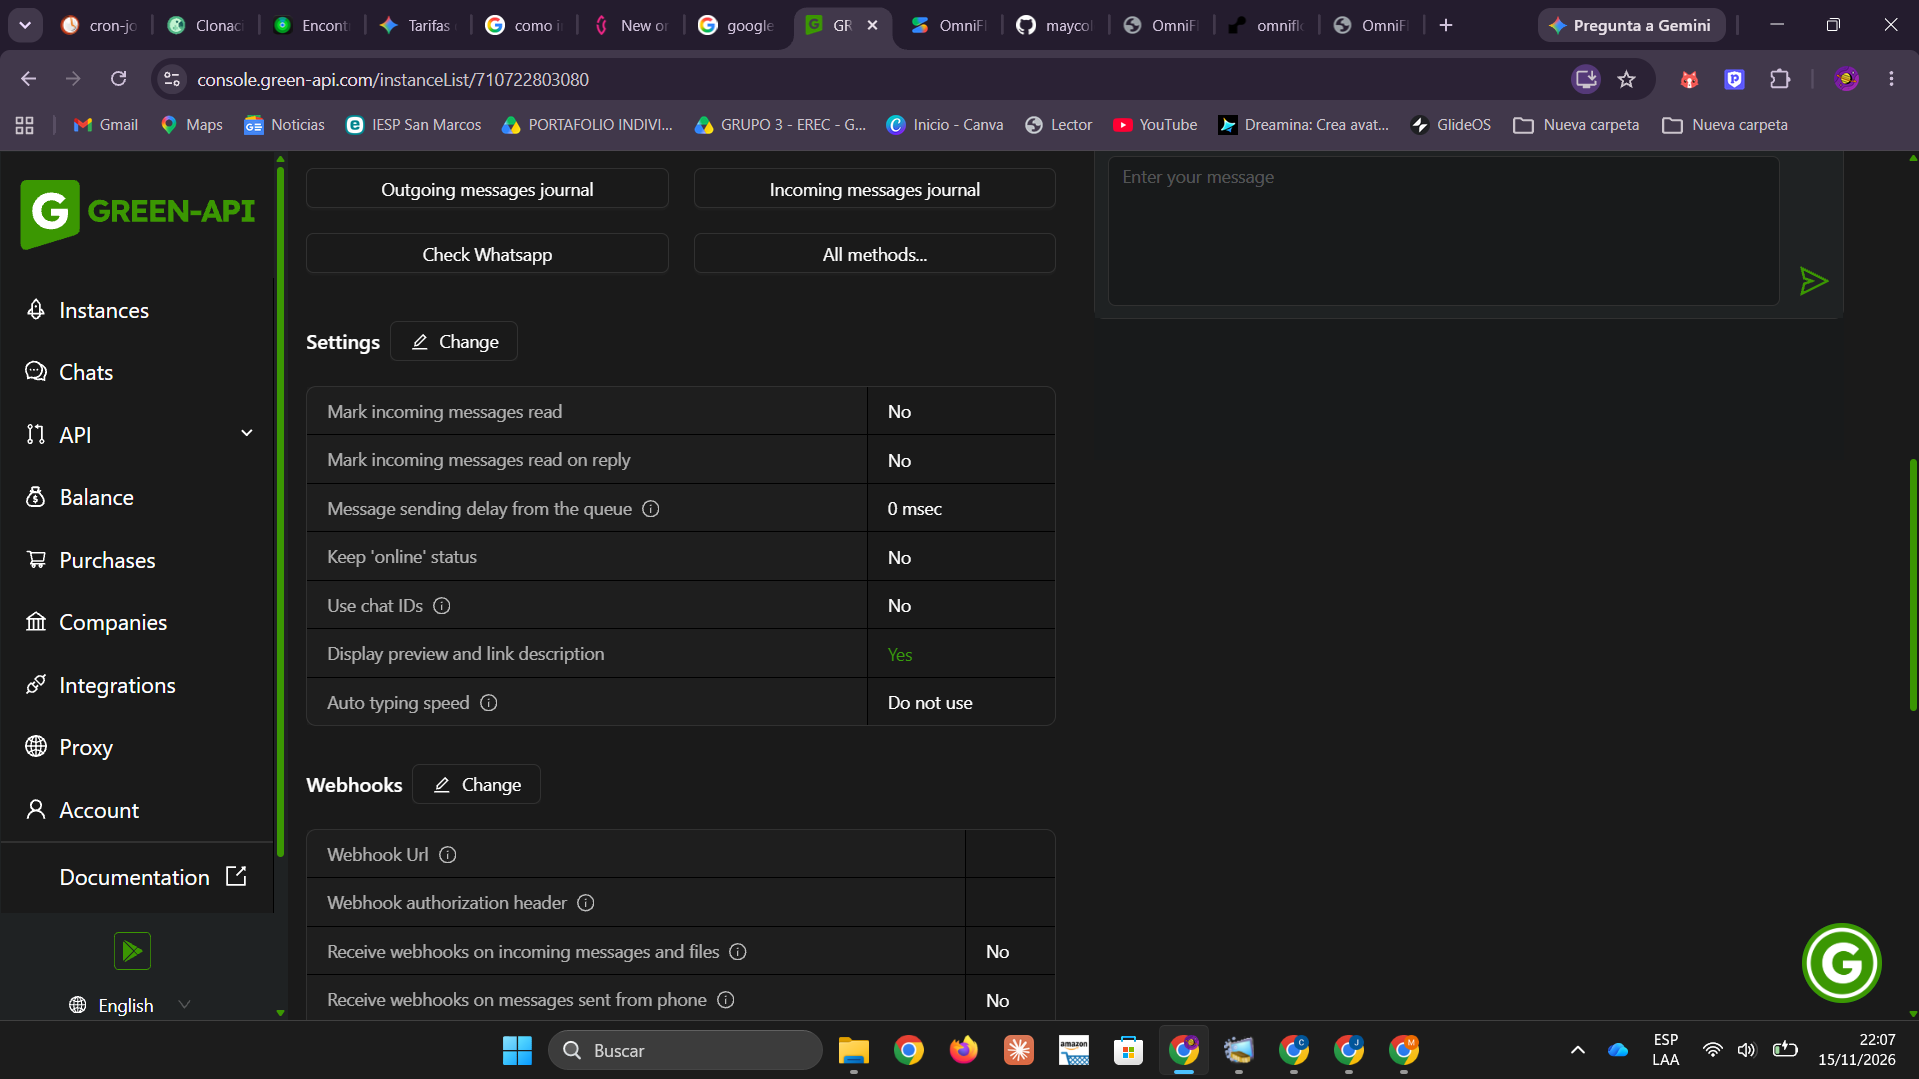 cron-jo
Clonaci
Encontr
Tarifas
como i
New or
google
GR
OmniFl
maycol
OmniFl
omnifl
OmniFl
Pregunta a Gemini
console.green-api.com/instanceList/710722803080
Gmail
Maps
Noticias
IESP San Marcos
PORTAFOLIO INDIVI...
GRUPO 3 - EREC - G...
Inicio - Canva
Lector
YouTube
Dreamina: Crea avat...
GlideOS
Nueva carpeta
Nueva carpeta
GREEN-API
Instances
Chats
API
Balance
Purchases
Companies
Integrations
Proxy
Account
Documentation
English
Outgoing messages journal
Incoming messages journal
Check Whatsapp
All methods...
Settings
Change
Mark incoming messages read No
Mark incoming messages read on reply No
Message sending delay from the queue 0 msec
Keep 'online' status No
Use chat IDs No
Display preview and link description Yes
Auto typing speed Do not use
Webhooks
Change
Webhook Url
Webhook authorization header
Receive webhooks on incoming messages and files No
Receive webhooks on messages sent from phone No
Enter your message
Buscar
amazon
ESP
LAA
22:07
15/11/2026